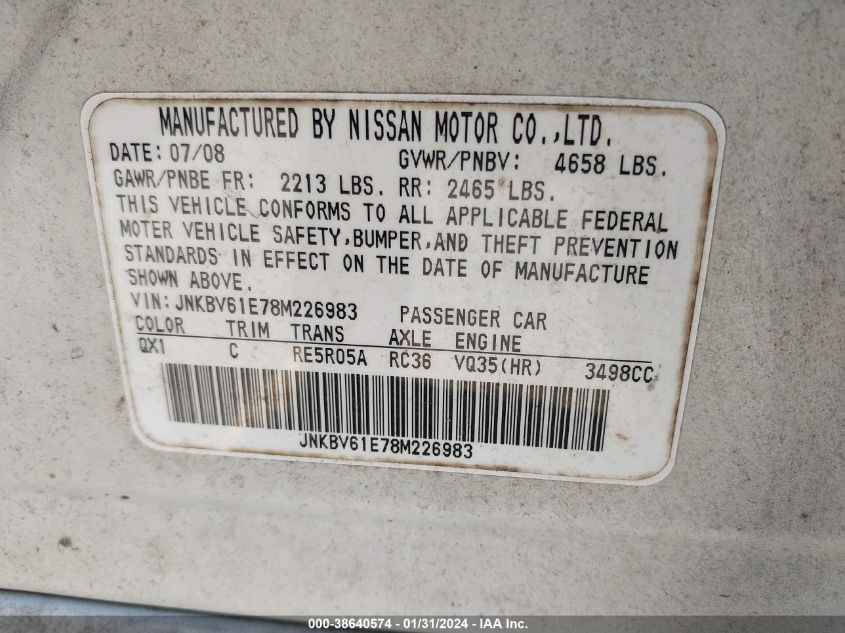 MANUFACTURED BY NISSAN MOTOR CO.,LTD.
DATE: 07/08 GVWR/PNBV: 4658 LBS.
GAWR/PNBE FR: 2213 LBS. RR: 2465 LBS.
THIS VEHICLE CONFORMS TO ALL APPLICABLE FEDERAL
MOTER VEHICLE SAFETY,BUMPER,AND THEFT PREVENTION
STANDARDS IN EFFECT ON THE DATE OF MANUFACTURE
SHOWN ABOVE.
VIN: JNKBV61E78M226983 PASSENGER CAR
COLOR TRIM TRANS AXLE ENGINE
QX1 C RE5R05A RC36 VQ35(HR) 3498CC
JNKBV61E78M226983
000-38640574 - 01/31/2024 - IAA Inc.